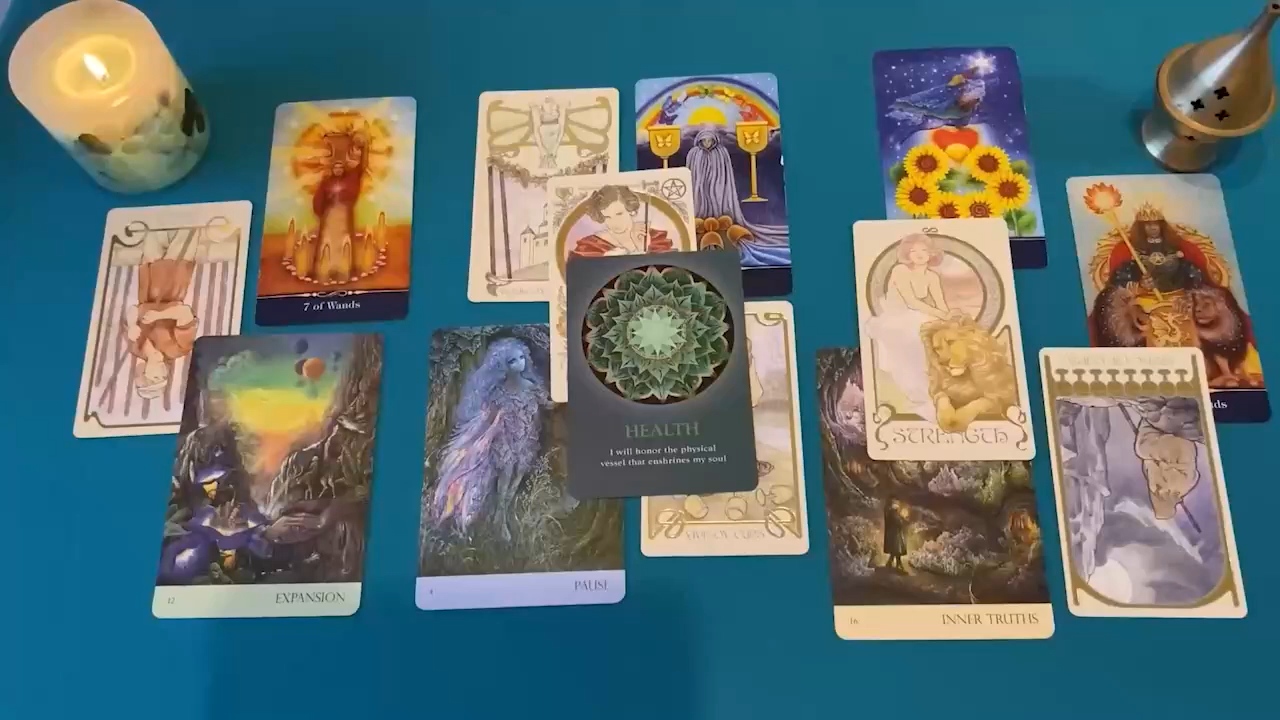 7 of Wands
HEALTH
I will honor the physical
vessel that enshrines my soul
STRENGTH
ds
12
EXPANSION
PAUSE
16
INNER TRUTHS